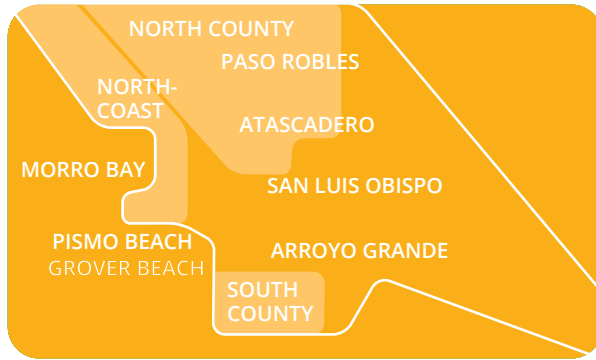 NORTH COUNTY
PASO ROBLES
NORTH-
COAST
ATASCADERO
MORRO BAY
SAN LUIS OBISPO
PISMO BEACH
GROVER BEACH
ARROYO GRANDE
SOUTH
COUNTY